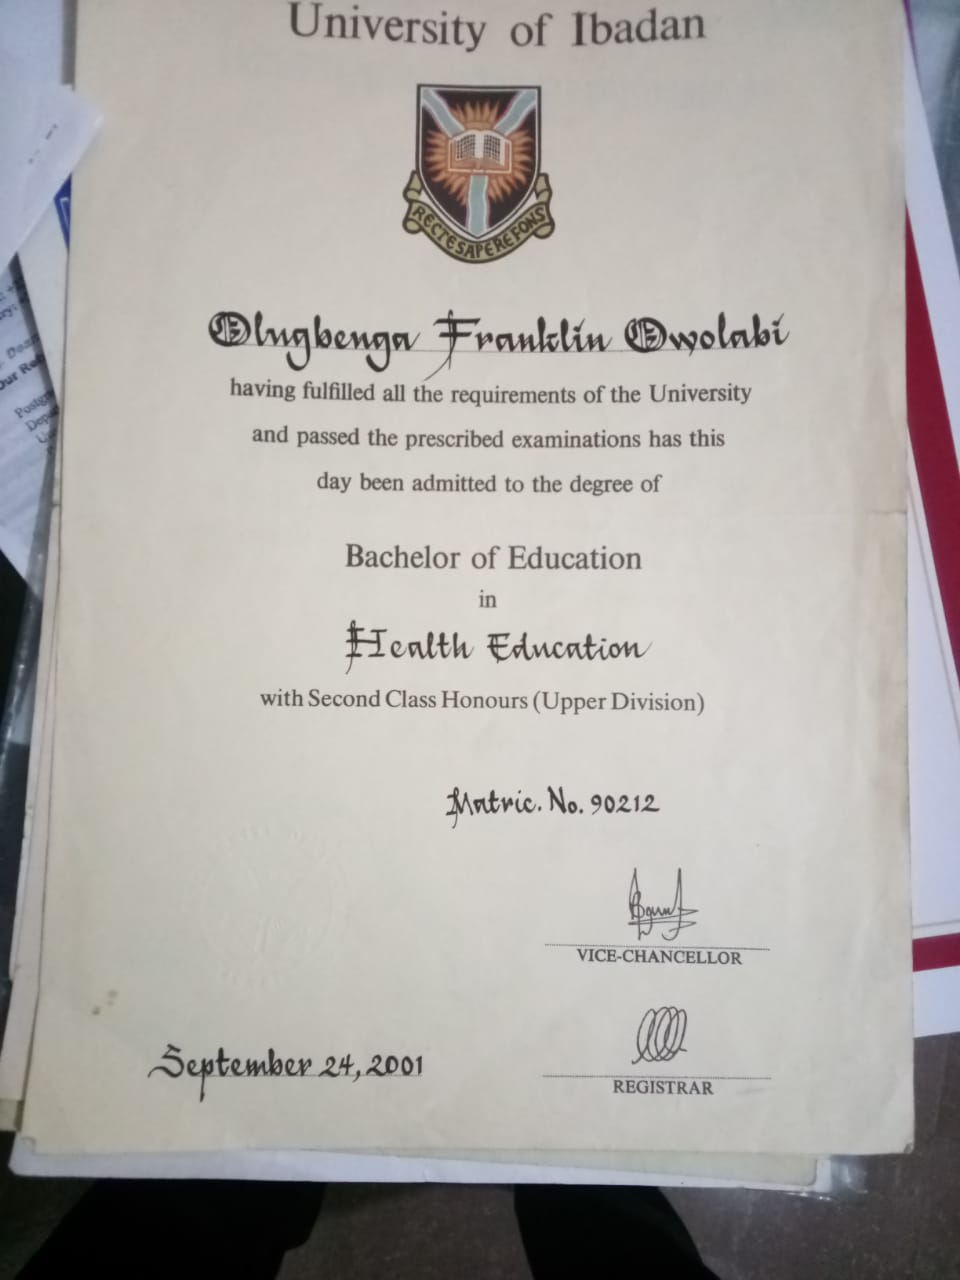 University of Ibadan
RECTE SAPERE FONS
Olugbenga Franklin Owolabi
having fulfilled all the requirements of the University
and passed the prescribed examinations has this
day been admitted to the degree of
Bachelor of Education
in
Health Education
with Second Class Honours (Upper Division)
Matric. No. 90212
VICE-CHANCELLOR
September 24, 2001
REGISTRAR